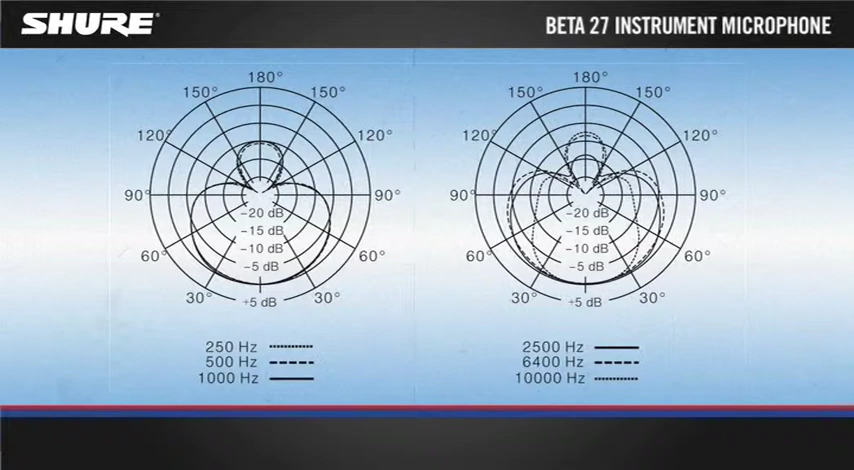 SHURE®
BETA 27 INSTRUMENT MICROPHONE
180°
150° 150°
120° 120°
90° 90°
60° 60°
30° 30°
−20 dB
−15 dB
−10 dB
−5 dB
+5 dB
250 Hz
500 Hz
1000 Hz
180°
150° 150°
120° 120°
90° 90°
60° 60°
30° 30°
−20 dB
−15 dB
−10 dB
−5 dB
+5 dB
2500 Hz
6400 Hz
10000 Hz